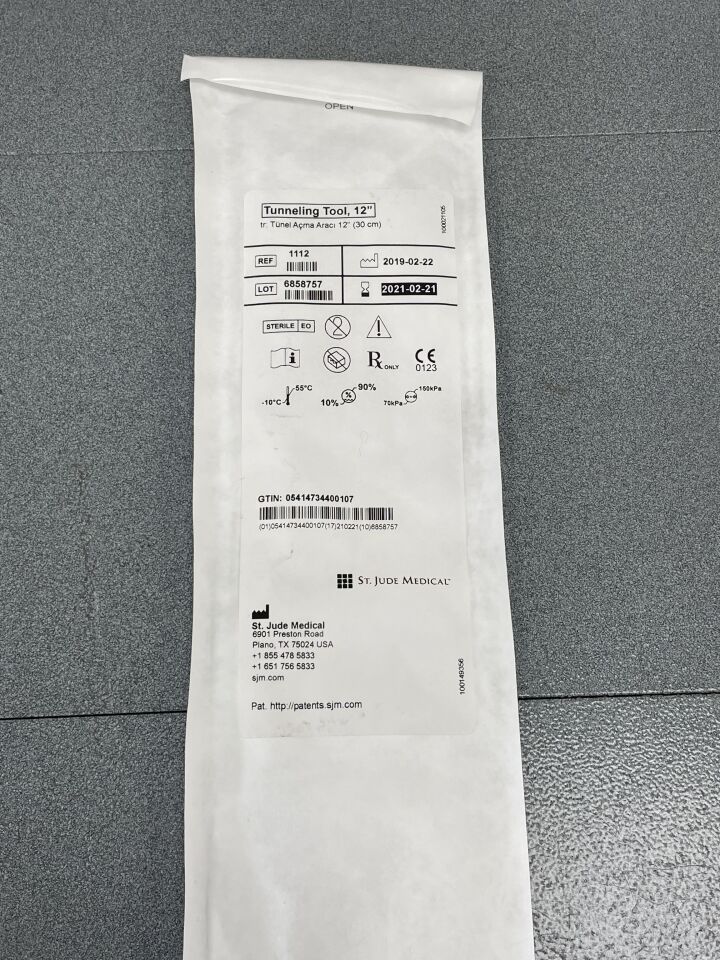 OPEN
Tunneling Tool, 12"
tr: Tünel Açma Aracı 12" (30 cm)
100021105
REF 1112
2019-02-22
LOT 6858757
2021-02-21
STERILE EO
2
i
Rx ONLY
CE
0123
-10°C 55°C
10% % 90%
70kPa 150kPa
GTIN: 05414734400107
(01)05414734400107(17)210221(10)6858757
ST. JUDE MEDICAL™
St. Jude Medical
6901 Preston Road
Plano, TX 75024 USA
+1 855 478 5833
+1 651 756 5833
sjm.com
100149356
Pat. http://patents.sjm.com